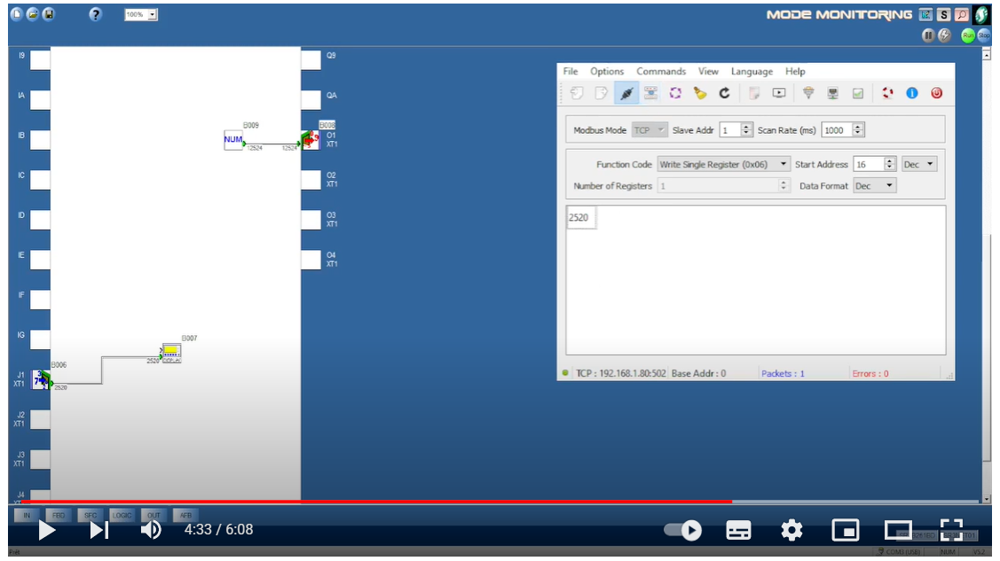 100%
MODE MONITORING
S
Run Stop
I9
Q9
IA
QA
IB
B009
NUM
12524
12524
B008
O1
XT1
IC
O2
XT1
ID
O3
XT1
IE
O4
XT1
IF
IG
B007
2520
B006
J1
XT1
2520
J2
XT1
J3
XT1
J4
XT1
File Options Commands View Language Help
Modbus Mode TCP Slave Addr 1 Scan Rate (ms) 1000
Function Code Write Single Register (0x06) Start Address 16 Dec
Number of Registers 1 Data Format Dec
2520
TCP : 192.168.1.80:502 Base Addr : 0 Packets : 1 Errors : 0
IN FBD SFC LOGIC OUT AFB
4:33 / 6:08
COM3 (USB) NUM V5.2